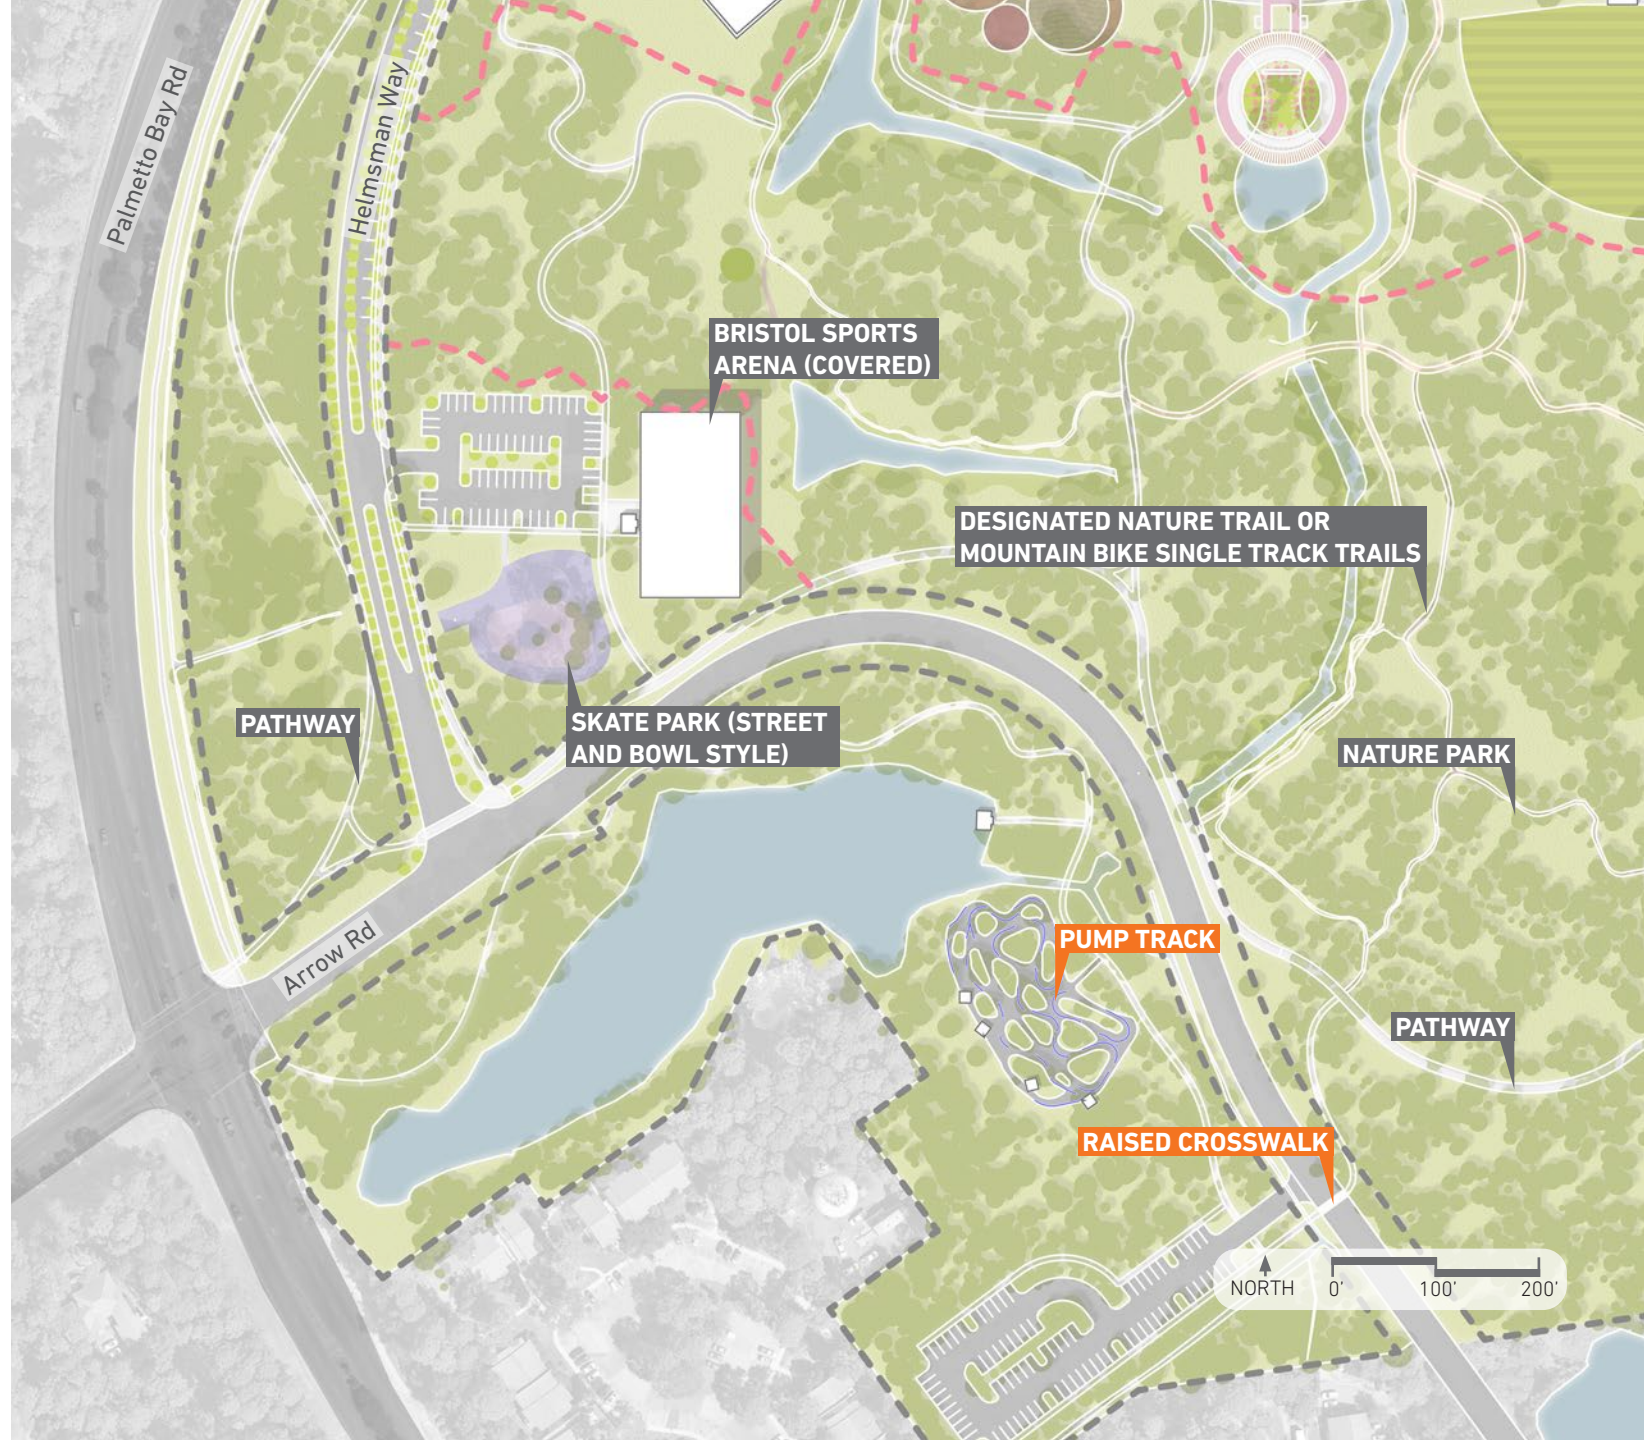 Palmetto Bay Rd
Helmsman Way
BRISTOL SPORTS
ARENA (COVERED)
DESIGNATED NATURE TRAIL OR
MOUNTAIN BIKE SINGLE TRACK TRAILS
PATHWAY
SKATE PARK (STREET
AND BOWL STYLE)
NATURE PARK
Arrow Rd
PUMP TRACK
PATHWAY
RAISED CROSSWALK
NORTH
0'
100'
200'